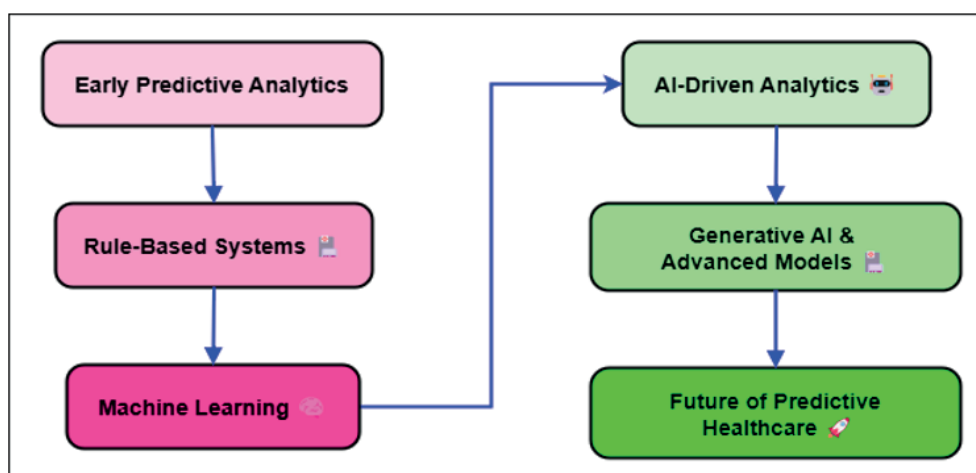 Early Predictive Analytics
Rule-Based Systems
Machine Learning
AI-Driven Analytics
Generative AI &
Advanced Models
Future of Predictive
Healthcare